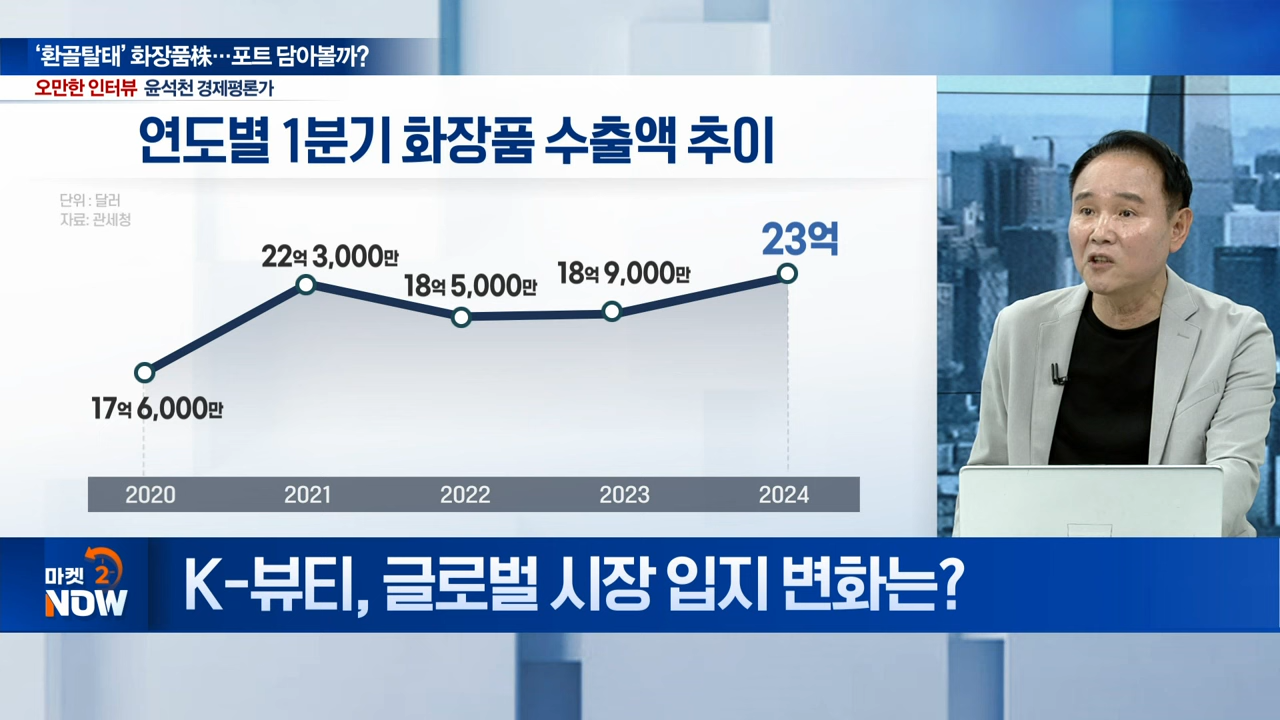 ‘환골탈태’ 화장품株…포트 담아볼까?
오만한 인터뷰 윤석천 경제평론가
연도별 1분기 화장품 수출액 추이
단위 : 달러
자료: 관세청
17억 6,000만
22억 3,000만
18억 5,000만
18억 9,000만
23억
2020 2021 2022 2023 2024
마켓 2
NOW
K-뷰티, 글로벌 시장 입지 변화는?